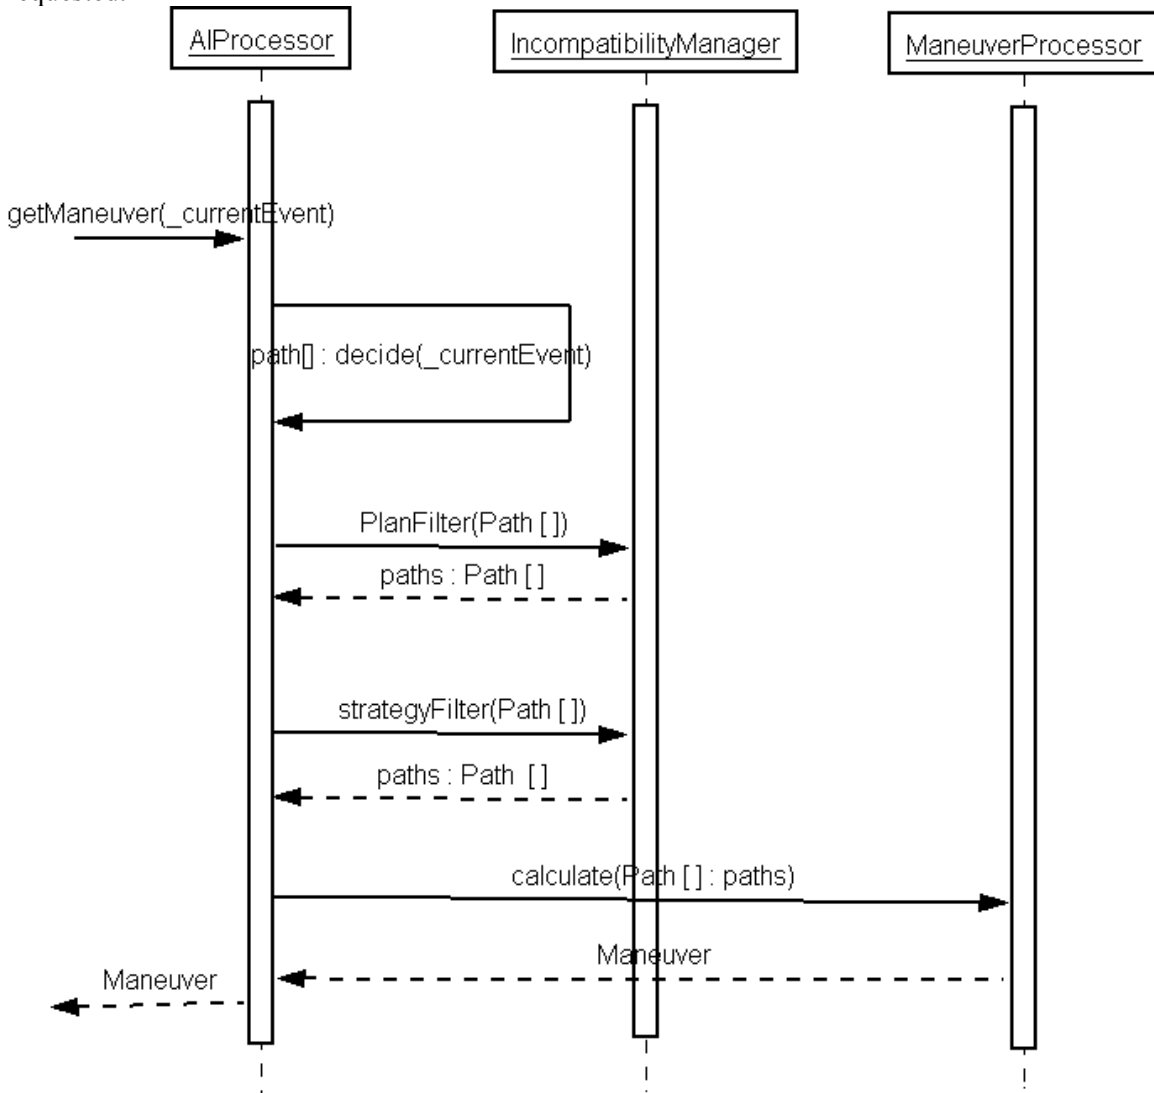 equested.
AIProcessor
IncompatibilityManager
ManeuverProcessor
getManeuver(_currentEvent)
path[] : decide(_currentEvent)
PlanFilter(Path [ ])
paths : Path [ ]
strategyFilter(Path [ ])
paths : Path [ ]
calculate(Path [ ] : paths)
Maneuver
Maneuver